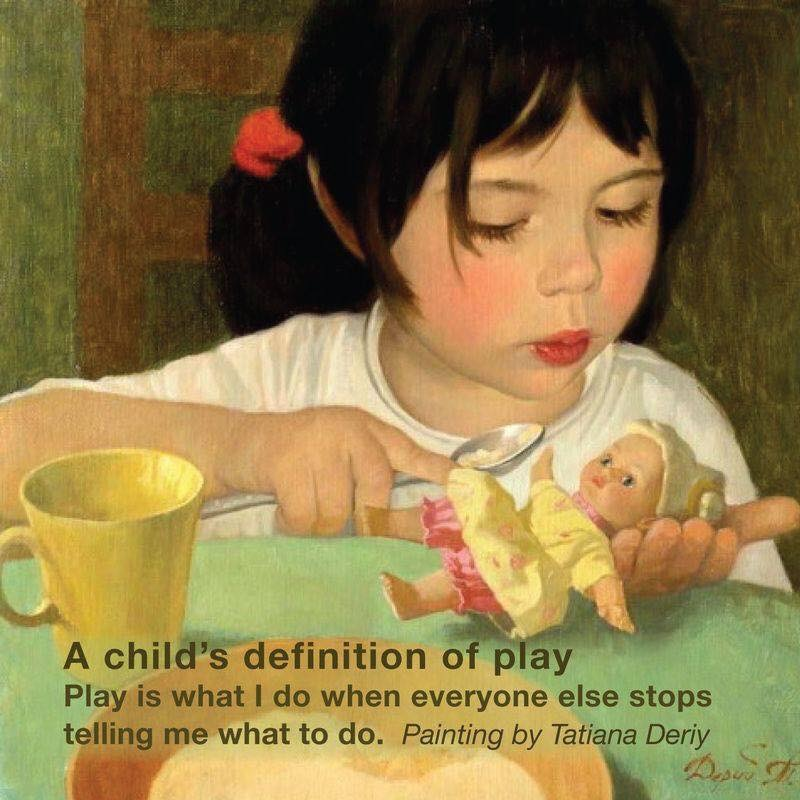 A child’s definition of play
Play is what I do when everyone else stops
telling me what to do. Painting by Tatiana Deriy